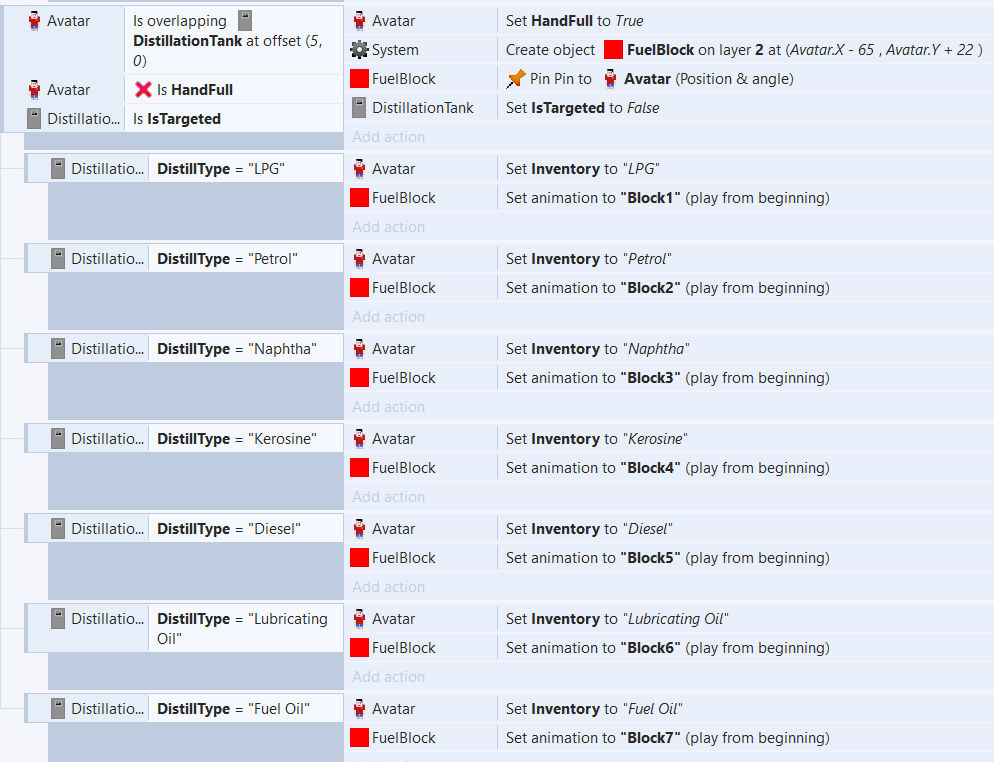 Avatar
Is overlapping DistillationTank at offset (5, 0)
Avatar
Set HandFull to True
System
Create object FuelBlock on layer 2 at (Avatar.X - 65 , Avatar.Y + 22 )
Avatar
Is HandFull
FuelBlock
Pin Pin to Avatar (Position & angle)
Distillatio...
Is IsTargeted
DistillationTank
Set IsTargeted to False
Add action
Distillatio...
DistillType = "LPG"
Avatar
Set Inventory to "LPG"
FuelBlock
Set animation to "Block1" (play from beginning)
Add action
Distillatio...
DistillType = "Petrol"
Avatar
Set Inventory to "Petrol"
FuelBlock
Set animation to "Block2" (play from beginning)
Add action
Distillatio...
DistillType = "Naphtha"
Avatar
Set Inventory to "Naphtha"
FuelBlock
Set animation to "Block3" (play from beginning)
Add action
Distillatio...
DistillType = "Kerosine"
Avatar
Set Inventory to "Kerosine"
FuelBlock
Set animation to "Block4" (play from beginning)
Add action
Distillatio...
DistillType = "Diesel"
Avatar
Set Inventory to "Diesel"
FuelBlock
Set animation to "Block5" (play from beginning)
Add action
Distillatio...
DistillType = "Lubricating
Oil"
Avatar
Set Inventory to "Lubricating Oil"
FuelBlock
Set animation to "Block6" (play from beginning)
Add action
Distillatio...
DistillType = "Fuel Oil"
Avatar
Set Inventory to "Fuel Oil"
FuelBlock
Set animation to "Block7" (play from beginning)